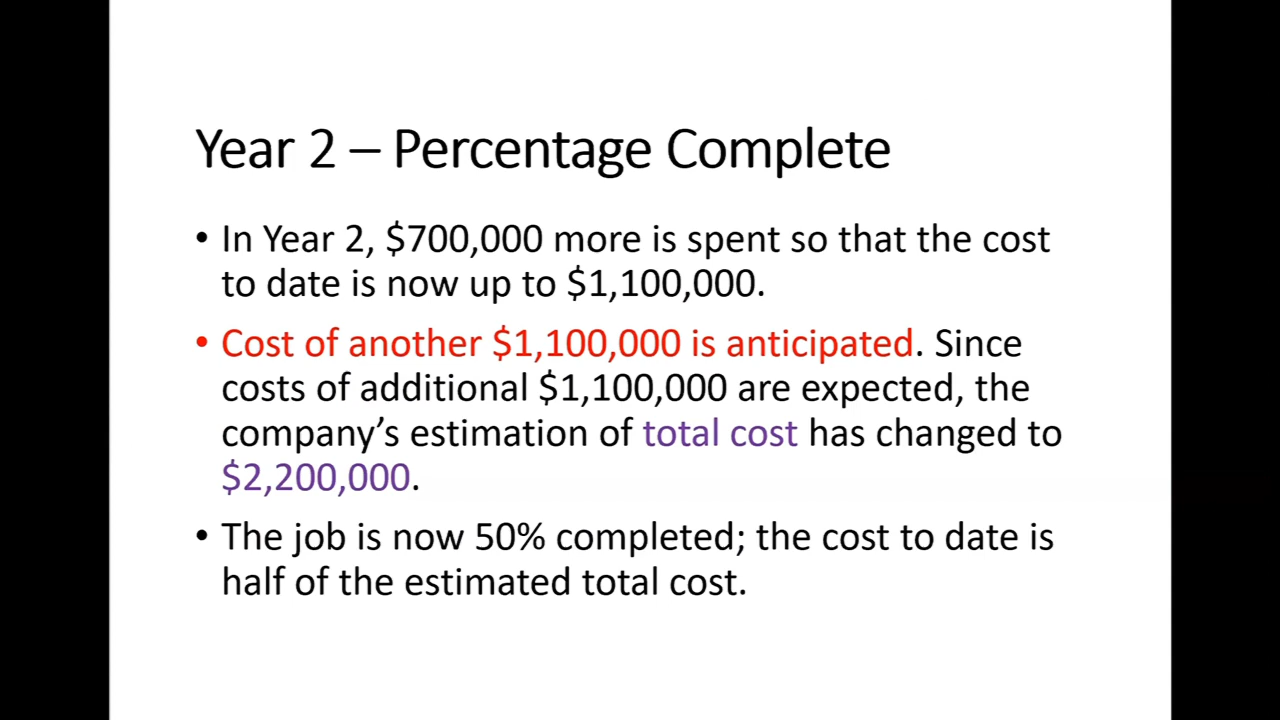 Year 2 – Percentage Complete
• In Year 2, $700,000 more is spent so that the cost
to date is now up to $1,100,000.
• Cost of another $1,100,000 is anticipated. Since
costs of additional $1,100,000 are expected, the
company’s estimation of total cost has changed to
$2,200,000.
• The job is now 50% completed; the cost to date is
half of the estimated total cost.